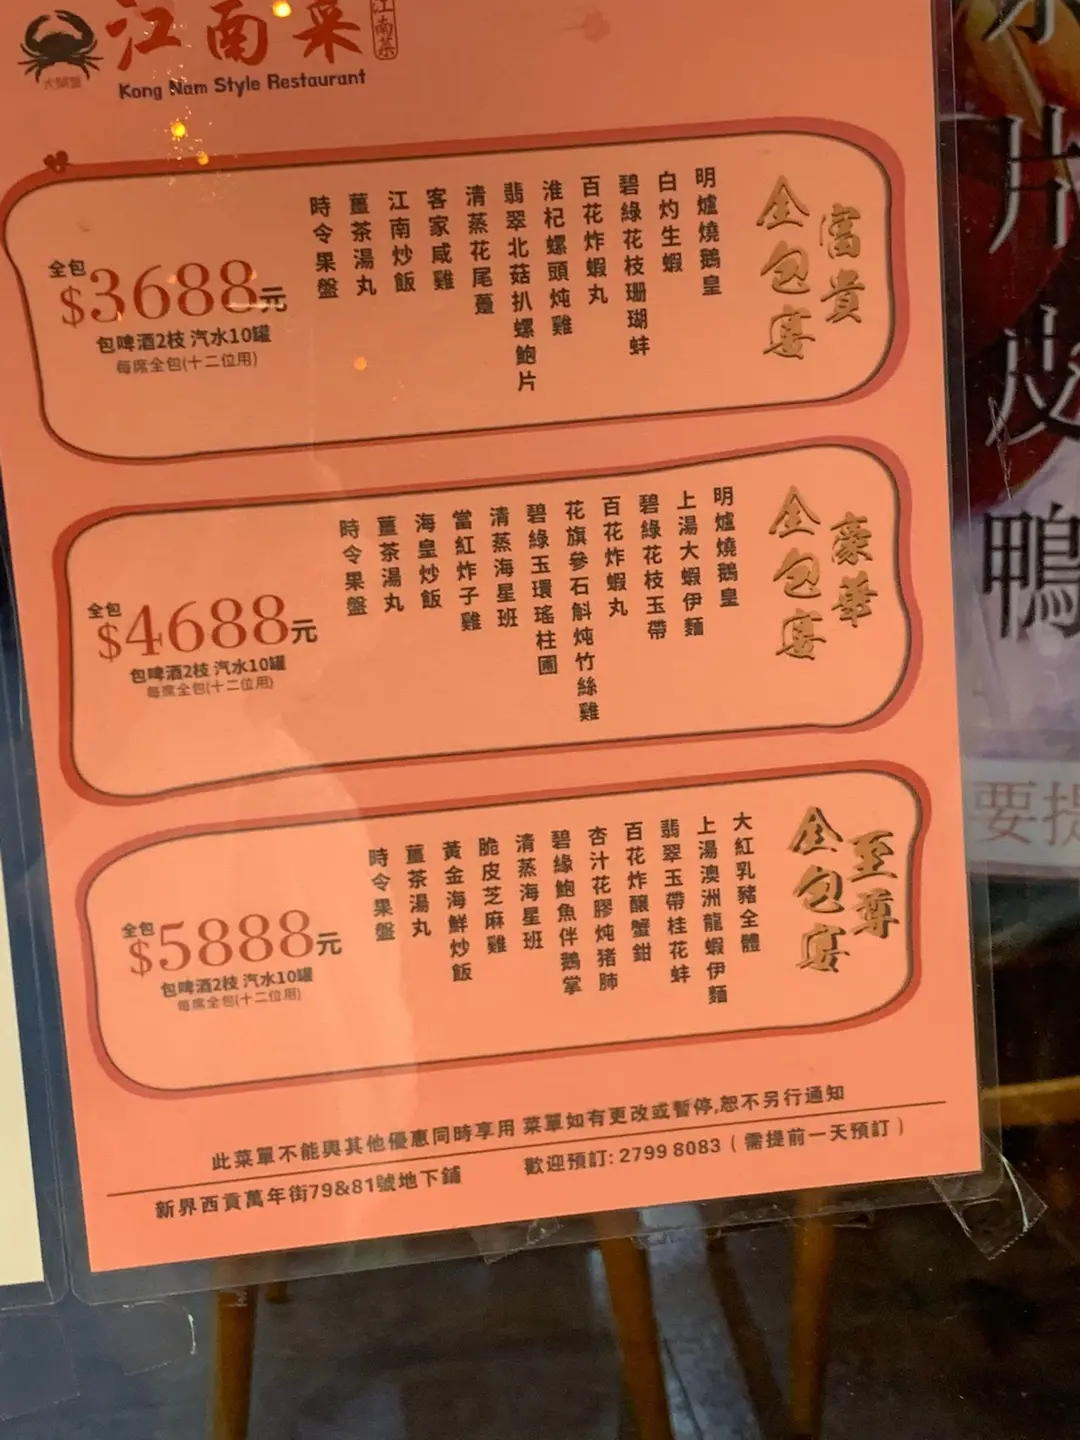 江南菜
江南菜
大閘蟹
Kong Nam Style Restaurant
富貴
全包宴
明爐燒鵝皇
白灼生蝦
碧綠花枝珊瑚蚌
百花炸蝦丸
淮杞螺頭炖雞
翡翠北菇扒螺鮑片
清蒸花尾躉
客家咸雞
江南炒飯
薑茶湯丸
時令果盤
全包
$3688元
包啤酒2枝 汽水10罐
每席全包(十二位用)
豪華
全包宴
明爐燒鵝皇
上湯大蝦伊麵
碧綠花枝玉帶
百花炸蝦丸
花旗參石斛炖竹絲雞
碧綠玉環瑤柱圃
清蒸海星班
當紅炸子雞
海皇炒飯
薑茶湯丸
時令果盤
全包
$4688元
包啤酒2枝 汽水10罐
每席全包(十二位用)
至尊
全包宴
大紅乳豬全體
上湯澳洲龍蝦伊麵
翡翠玉帶桂花蚌
百花炸釀蟹鉗
杏汁花膠炖猪肺
碧緣鮑魚伴鵝掌
清蒸海星班
脆皮芝麻雞
黃金海鮮炒飯
薑茶湯丸
時令果盤
全包
$5888元
包啤酒2枝 汽水10罐
每席全包(十二位用)
此菜單不能與其他優惠同時享用 菜單如有更改或暫停,恕不另行通知
新界西貢萬年街79&81號地下鋪
歡迎預訂: 2799 8083 ( 需提前一天預訂 )
片皮鴨
要提